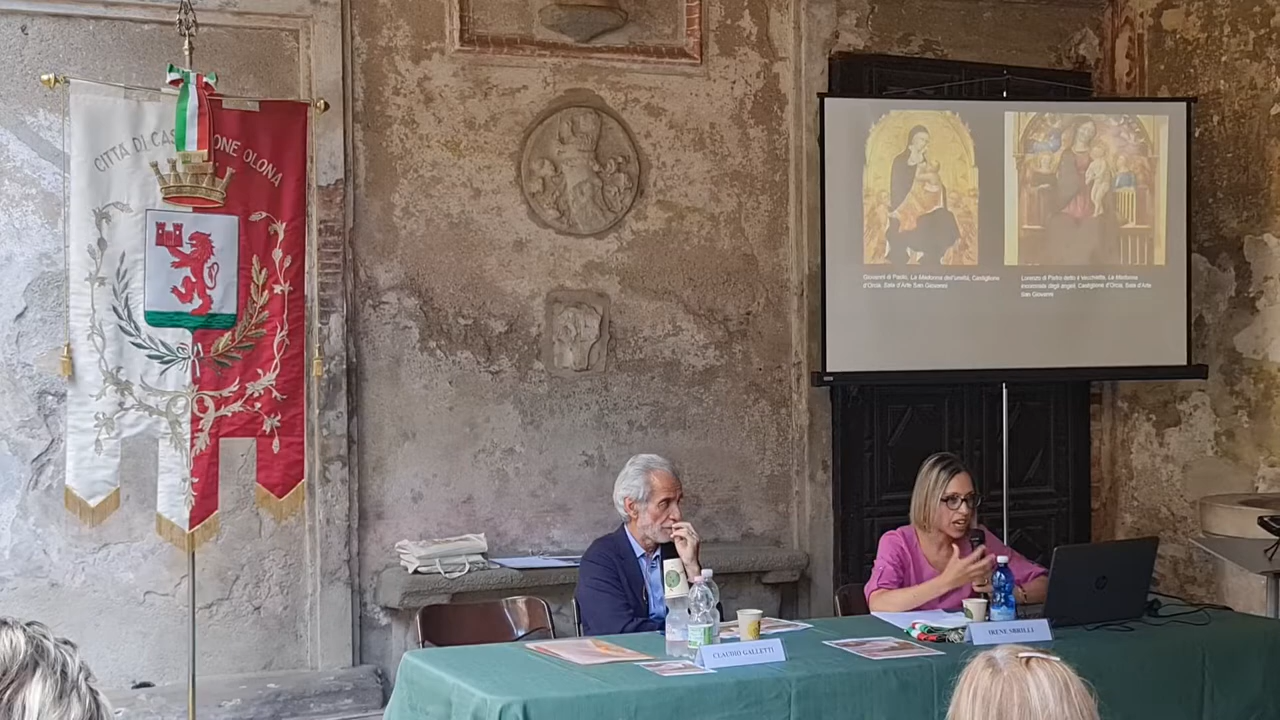 CITTÀ DI CAS ONE OLONA
Giovanni di Paolo, La Madonna dell'umiltà, Castiglione
d'Orcia, Sala d'Arte San Giovanni
Lorenzo di Pietro detto il Vecchietta, La Madonna
incoronata dagli angeli, Castiglione d'Orcia, Sala d'Arte
San Giovanni
CLAUDIO GALLETTI
IRENE SBRILLI
hp